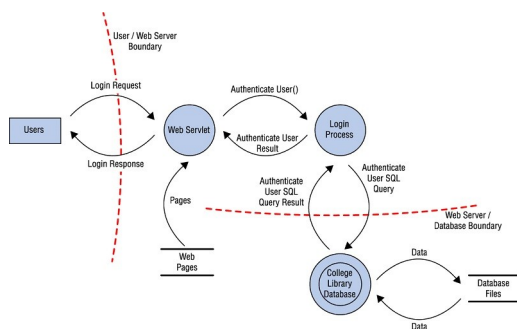 User / Web Server
Boundary
Login Request
Authenticate User()
Users
Web Servlet
Login
Process
Authenticate User
Result
Login Response
Authenticate
User SQL
Query Result
Authenticate
User SQL
Query
Pages
Web Server /
Database Boundary
Web
Pages
College
Library
Database
Data
Database
Files
Data